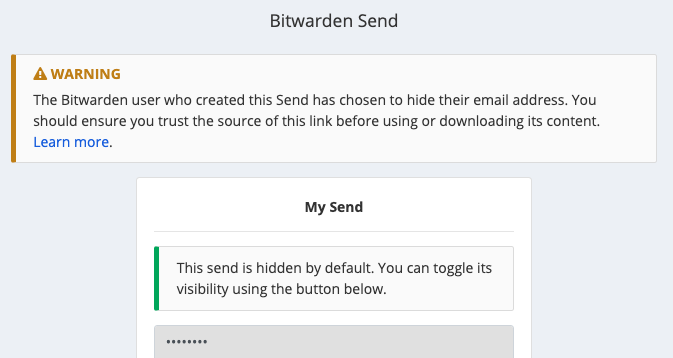 Bitwarden Send
WARNING
The Bitwarden user who created this Send has chosen to hide their email address. You
should ensure you trust the source of this link before using or downloading its content.
Learn more.
My Send
This send is hidden by default. You can toggle its
visibility using the button below.
••••••••